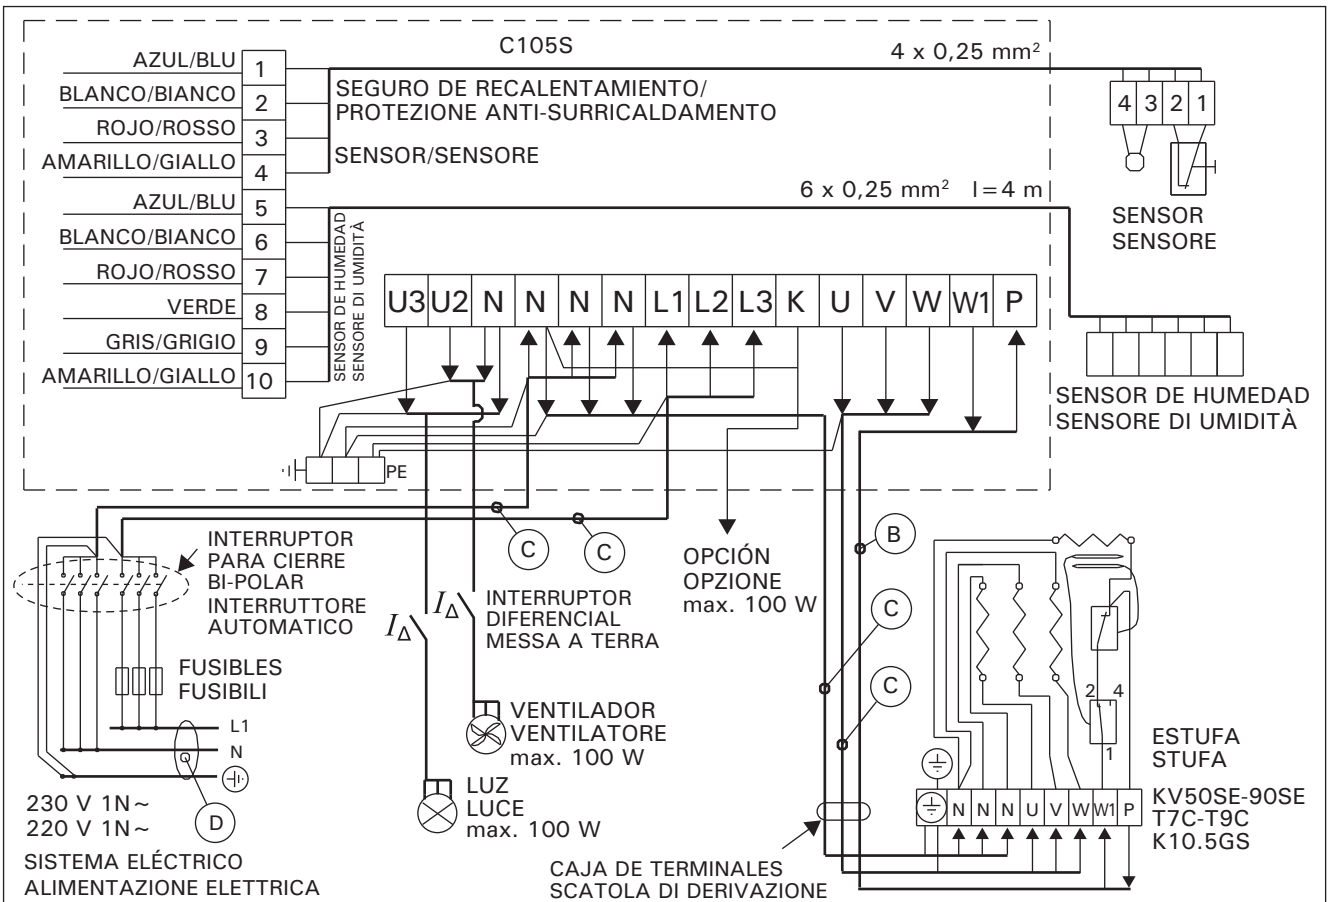 C105S
4 x 0,25 mm²
AZUL/BLU 1
BLANCO/BIANCO 2
ROJO/ROSSO 3
AMARILLO/GIALLO 4
AZUL/BLU 5
BLANCO/BIANCO 6
ROJO/ROSSO 7
VERDE 8
GRIS/GRIGIO 9
AMARILLO/GIALLO 10
SEGURO DE RECALENTAMIENTO/
PROTEZIONE ANTI-SURRICALDAMENTO
SENSOR/SENSORE
SENSOR DE HUMEDAD
SENSORE DI UMIDITÀ
4 3 2 1
SENSOR
SENSORE
6 x 0,25 mm² l=4 m
U3 U2 N N N N L1 L2 L3 K U V W W1 P
SENSOR DE HUMEDAD
SENSORE DI UMIDITÀ
PE
C
C
B
C
C
INTERRUPTOR
PARA CIERRE
BI-POLAR
INTERRUTTORE
AUTOMATICO
IΔ
IΔ
INTERRUPTOR
DIFERENCIAL
MESSA A TERRA
OPCIÓN
OPZIONE
max. 100 W
FUSIBLES
FUSIBILI
L1
N
D
230 V 1N~
220 V 1N~
SISTEMA ELÉCTRICO
ALIMENTAZIONE ELETTRICA
VENTILADOR
VENTILATORE
max. 100 W
LUZ
LUCE
max. 100 W
CAJA DE TERMINALES
SCATOLA DI DERIVAZIONE
2 4
1
N N N U V W W1 P
ESTUFA
STUFA
KV50SE-90SE
T7C-T9C
K10.5GS